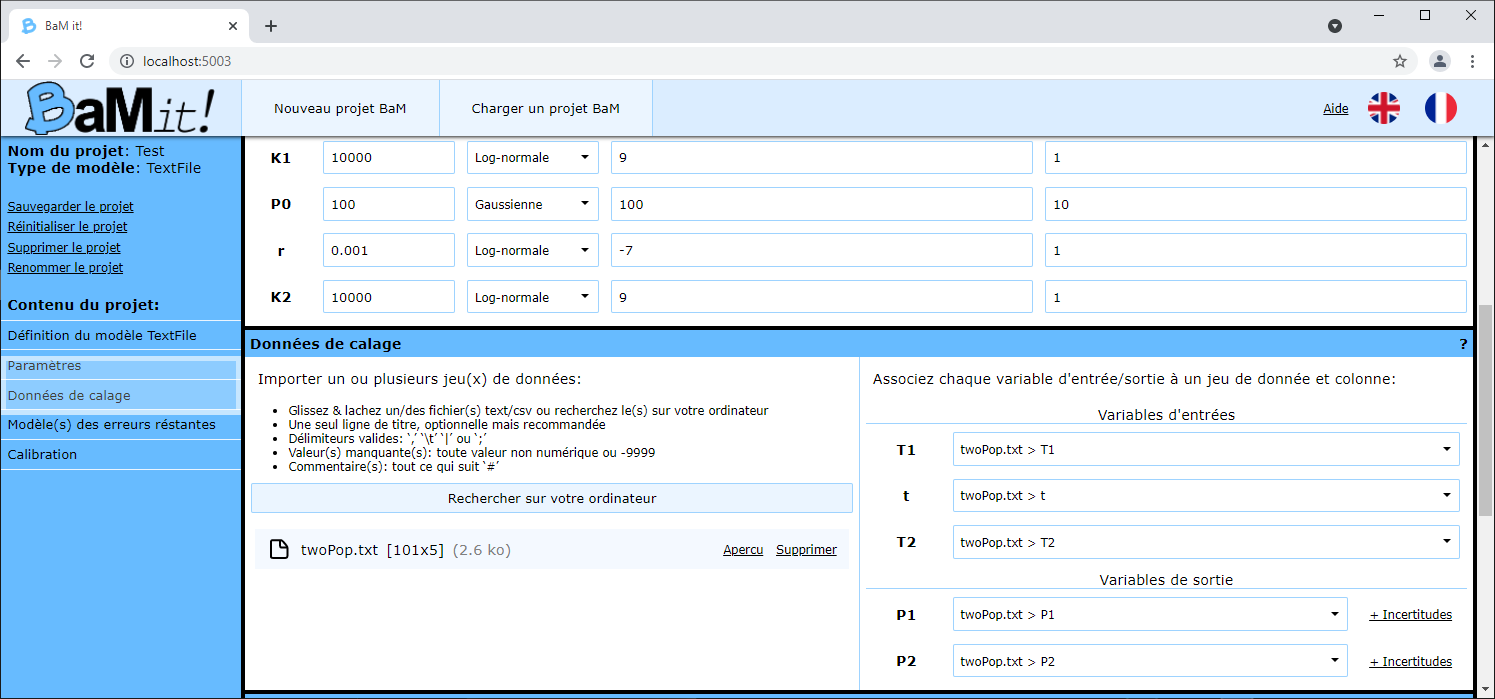 BaM it!
localhost:5003
BaM it!
Nouveau projet BaM
Charger un projet BaM
Aide
Nom du projet: Test
Type de modèle: TextFile
Sauvegarder le projet
Réinitialiser le projet
Supprimer le projet
Renommer le projet
Contenu du projet:
Définition du modèle TextFile
Paramètres
Données de calage
Modèle(s) des erreurs réstantes
Calibration
K1 10000 Log-normale 9 1
P0 100 Gaussienne 100 10
r 0.001 Log-normale -7 1
K2 10000 Log-normale 9 1
Données de calage ?
Importer un ou plusieurs jeu(x) de données:
• Glissez & lachez un/des fichier(s) text/csv ou recherchez le(s) sur votre ordinateur
• Une seul ligne de titre, optionnelle mais recommandée
• Délimiteurs valides: `,´ `\t´ `|´ ou `;´
• Valeur(s) manquante(s): toute valeur non numérique ou -9999
• Commentaire(s): tout ce qui suit `#´
Rechercher sur votre ordinateur
twoPop.txt [101x5] (2.6 ko) Apercu Supprimer
Associez chaque variable d'entrée/sortie à un jeu de donnée et colonne:
Variables d'entrées
T1 twoPop.txt > T1
t twoPop.txt > t
T2 twoPop.txt > T2
Variables de sortie
P1 twoPop.txt > P1 + Incertitudes
P2 twoPop.txt > P2 + Incertitudes